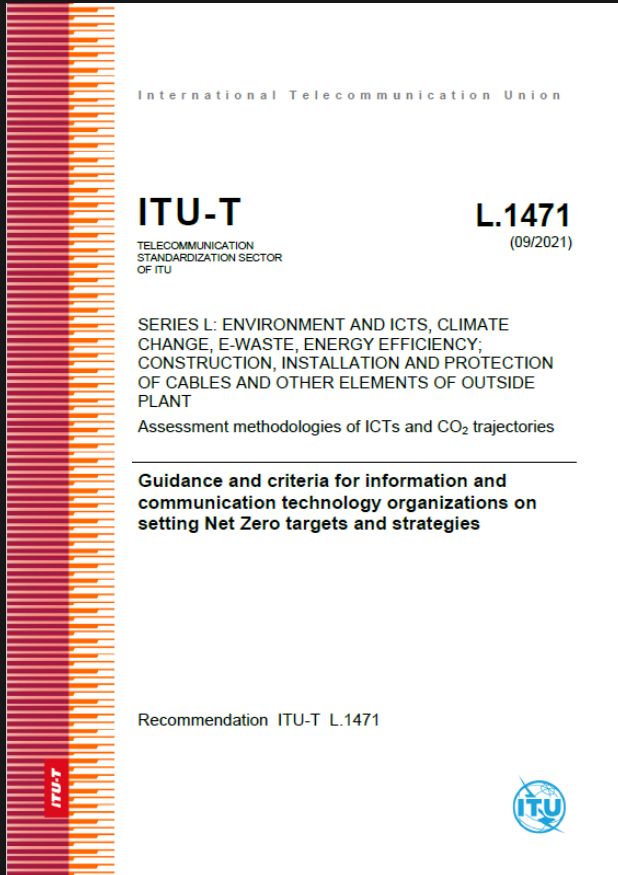 International Telecommunication Union
ITU-T
L.1471
TELECOMMUNICATION
STANDARDIZATION SECTOR
OF ITU
(09/2021)
SERIES L: ENVIRONMENT AND ICTS, CLIMATE
CHANGE, E-WASTE, ENERGY EFFICIENCY;
CONSTRUCTION, INSTALLATION AND PROTECTION
OF CABLES AND OTHER ELEMENTS OF OUTSIDE
PLANT
Assessment methodologies of ICTs and CO₂ trajectories
Guidance and criteria for information and
communication technology organizations on
setting Net Zero targets and strategies
Recommendation ITU-T L.1471
ITU-T
ITU